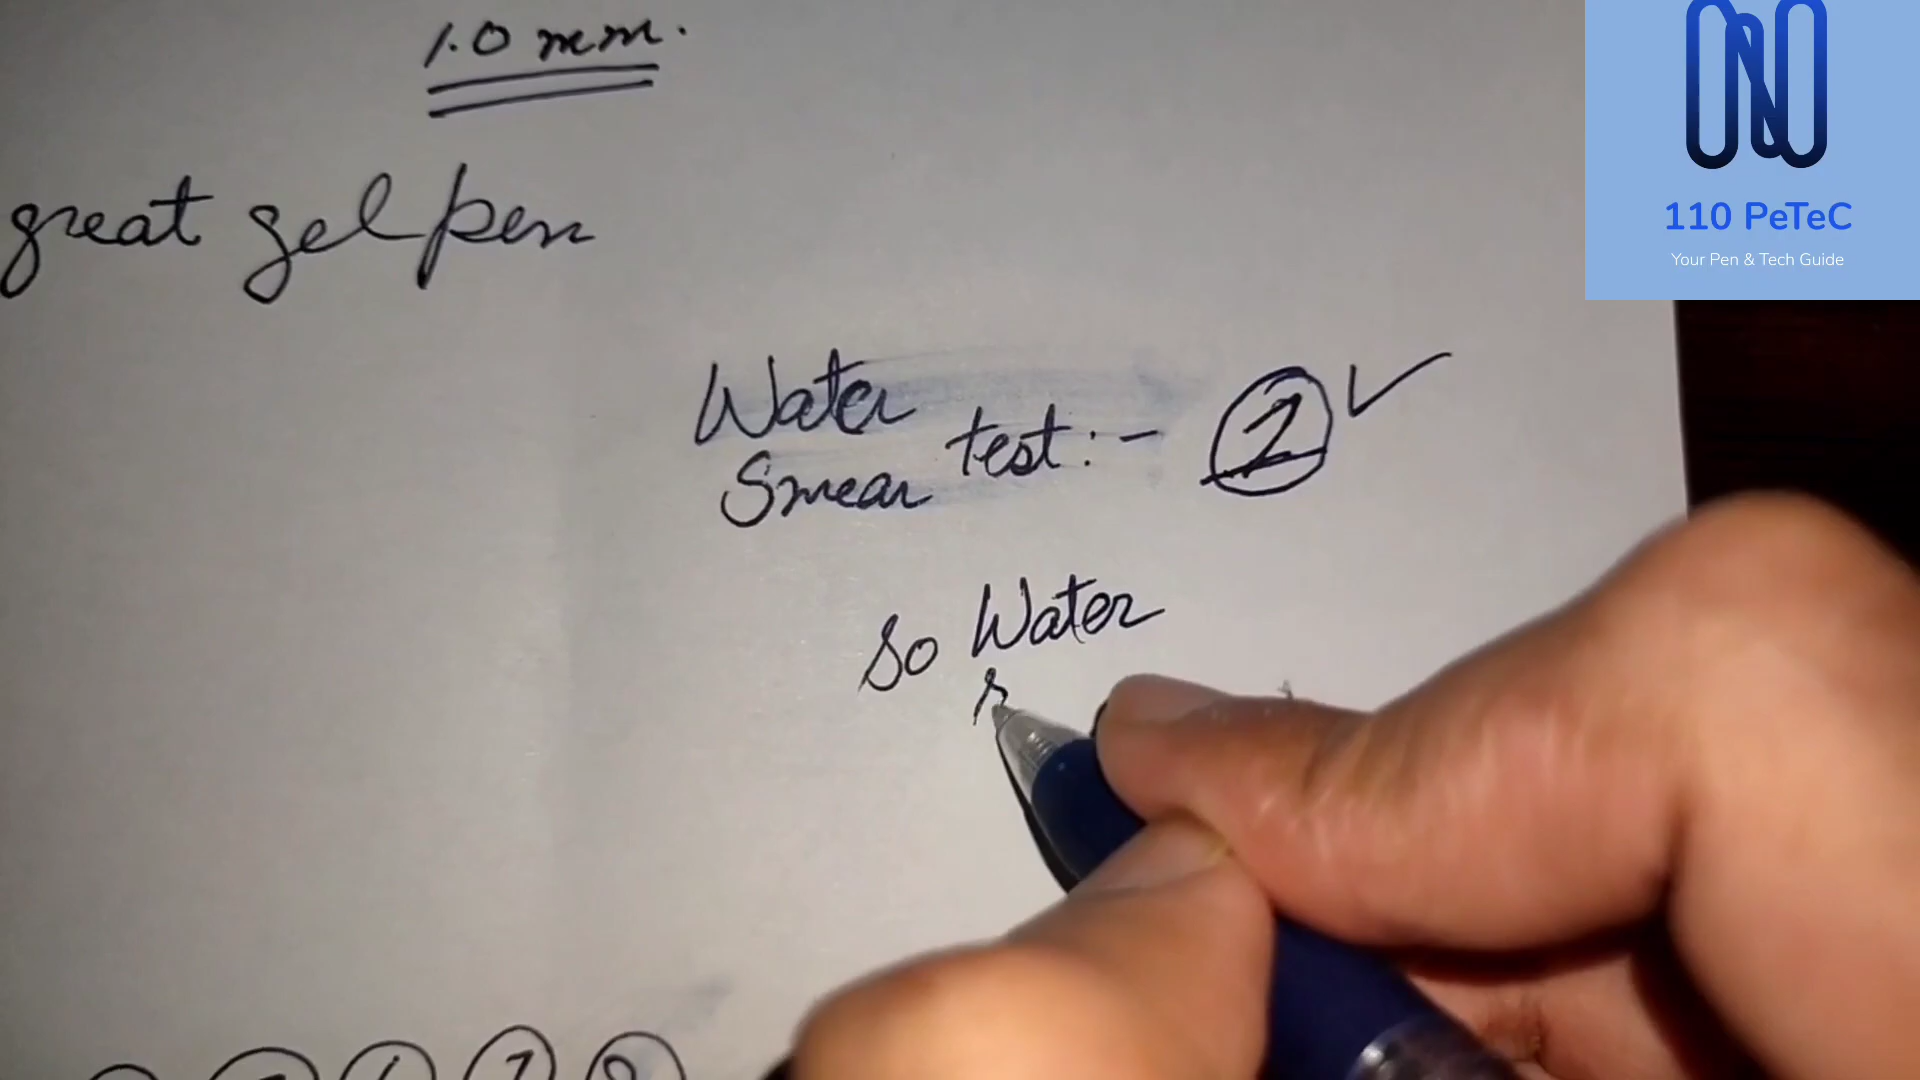 1.0 mm.
great gel pen
Water
Smear test:- 2 ✓
So Water
s
110 PeTeC
Your Pen & Tech Guide